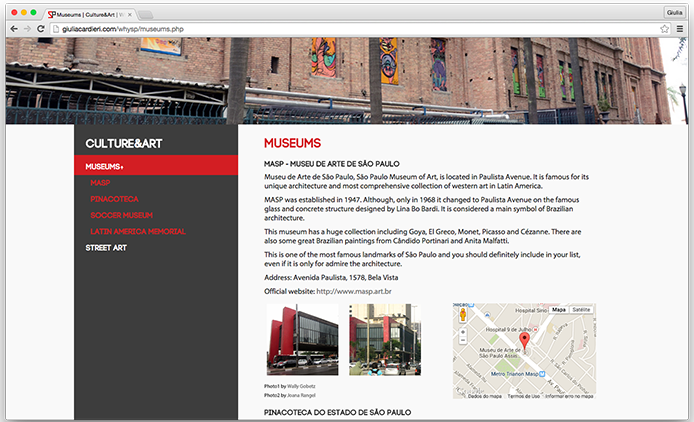 SP Museums | Culture&Art | W
Giulia
giuliacardieri.com/whysp/museums.php
CULTURE&ART
MUSEUMS+
MASP
PINACOTECA
SOCCER MUSEUM
LATIN AMERICA MEMORIAL
STREET ART
MUSEUMS
MASP - MUSEU DE ARTE DE SÃO PAULO
Museu de Arte de São Paulo, São Paulo Museum of Art, is located in Paulista Avenue. It is famous for its
unique architecture and most comprehensive collection of western art in Latin America.
MASP was established in 1947. Although, only in 1968 it changed to Paulista Avenue on the famous
glass and concrete structure designed by Lina Bo Bardi. It is considered a main symbol of Brazilian
architecture.
This museum has a huge collection including Goya, El Greco, Monet, Picasso and Cézanne. There are
also some great Brazilian paintings from Cândido Portinari and Anita Malfatti.
This is one of the most famous landmarks of São Paulo and you should definitely include in your list,
even if it is only for admire the architecture.
Address: Avenida Paulista, 1578, Bela Vista
Official website: http://www.masp.art.br
Photo1 by Wally Gobetz
Photo2 by Joana Rangel
Hospital Sírio
Mapa Satélite
Hospital 9 de Julho
Museu de Arte de
São Paulo Assis
Metrô Trianon Masp
Av. Pa
Dados do mapa Termos de Uso Informar erro no mapa
PINACOTECA DO ESTADO DE SÃO PAULO